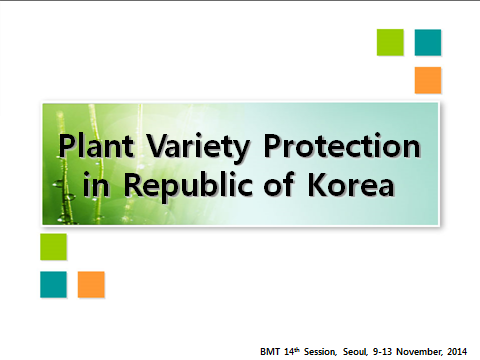 Plant Variety Protection
in Republic of Korea
BMT 14th Session, Seoul, 9-13 November, 2014